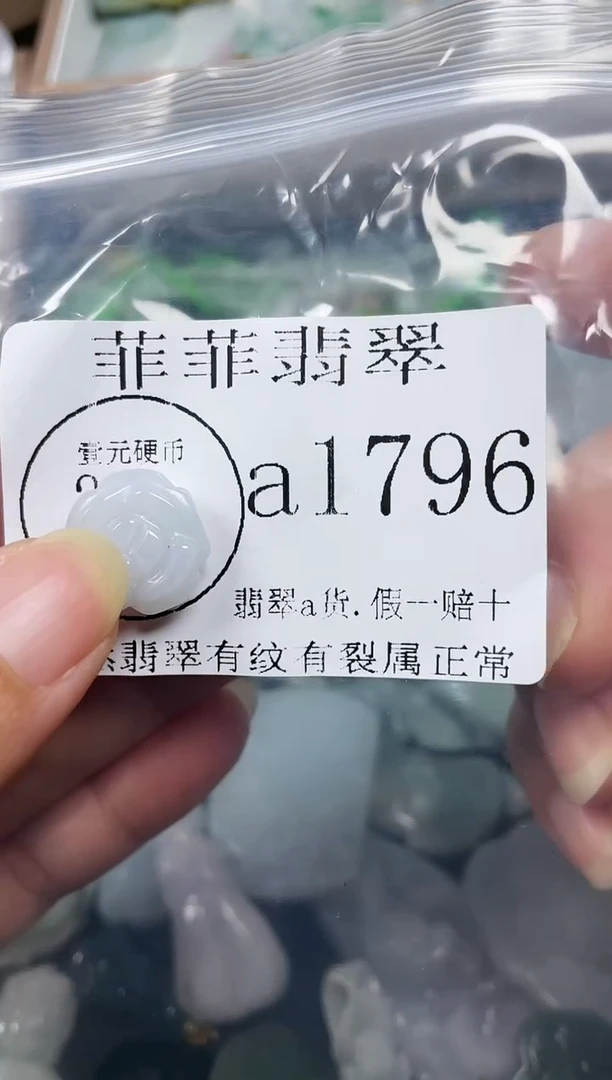 菲菲翡翠
壹元硬币
a1796
翡翠a货.假一赔十
翡翠有纹有裂属正常